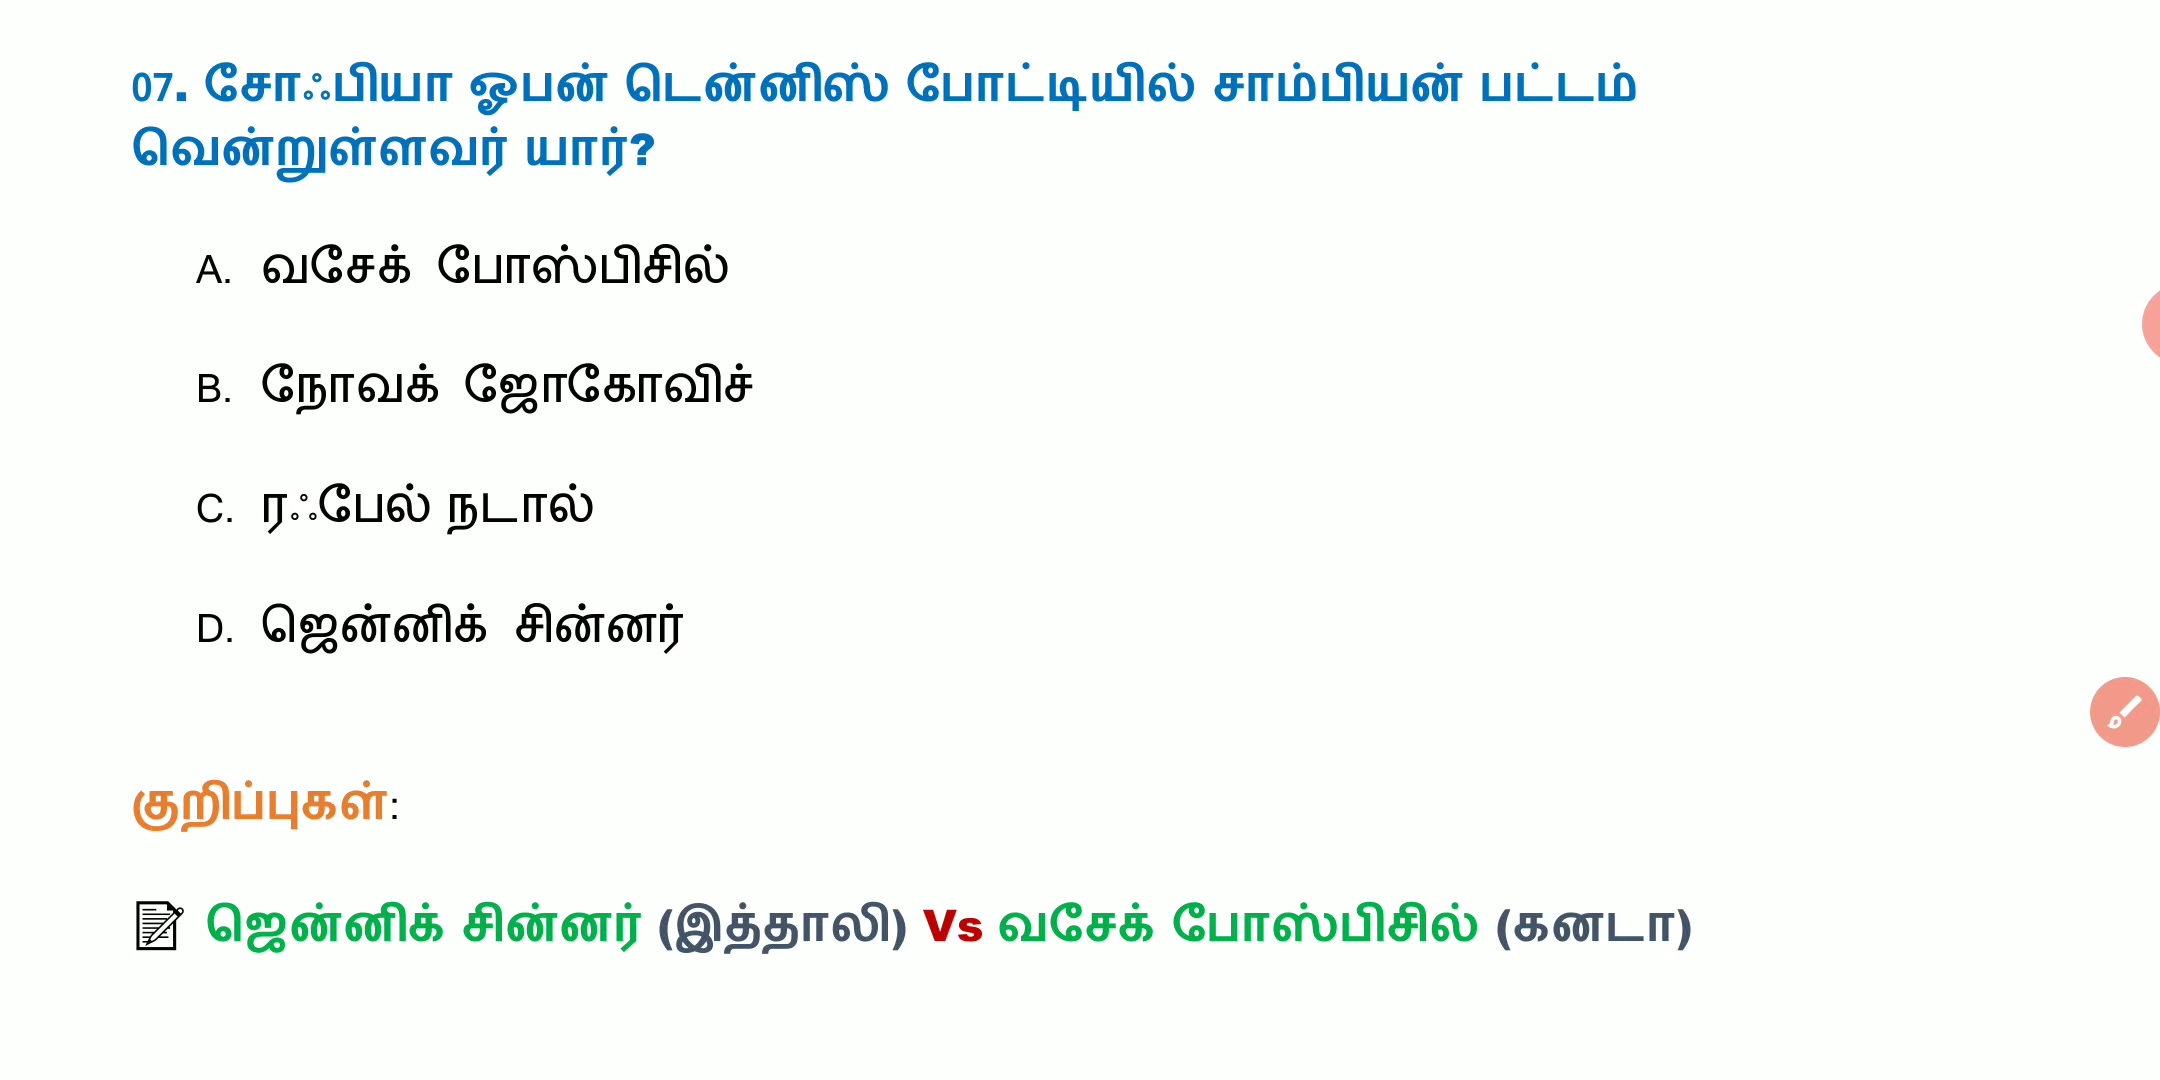 07. சோஃபியா ஓபன் டென்னிஸ் போட்டியில் சாம்பியன் பட்டம்
வென்றுள்ளவர் யார்?
A. வசேக் போஸ்பிசில்
B. நோவக் ஜோகோவிச்
C. ரஃபேல் நடால்
D. ஜென்னிக் சின்னர்
குறிப்புகள்:
📝 ஜென்னிக் சின்னர் (இத்தாலி) Vs வசேக் போஸ்பிசில் (கனடா)